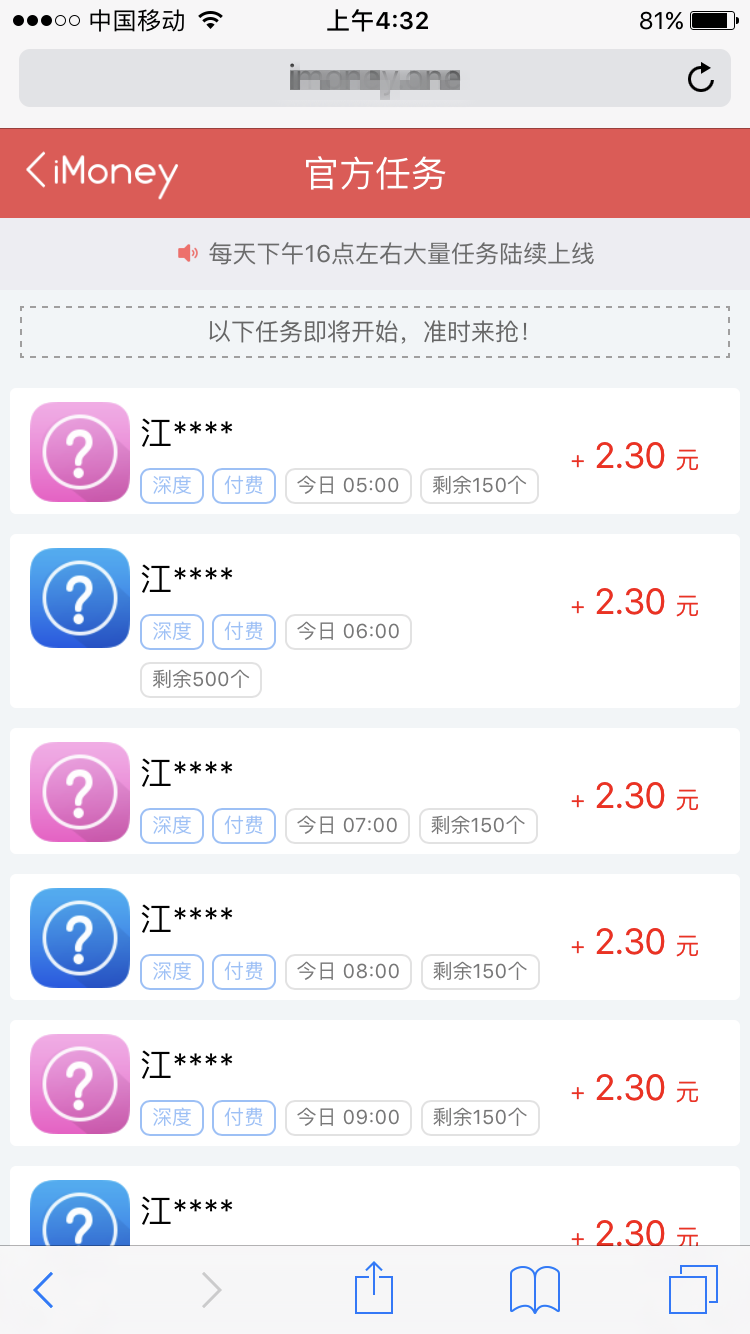 中国移动 上午4:32 81%
iMoney 官方任务
每天下午16点左右大量任务陆续上线
以下任务即将开始，准时来抢！
江****
+ 2.30 元
深度 付费 今日 05:00 剩余150个
江****
+ 2.30 元
深度 付费 今日 06:00
剩余500个
江****
+ 2.30 元
深度 付费 今日 07:00 剩余150个
江****
+ 2.30 元
深度 付费 今日 08:00 剩余150个
江****
+ 2.30 元
深度 付费 今日 09:00 剩余150个
江****
+ 2.30 元